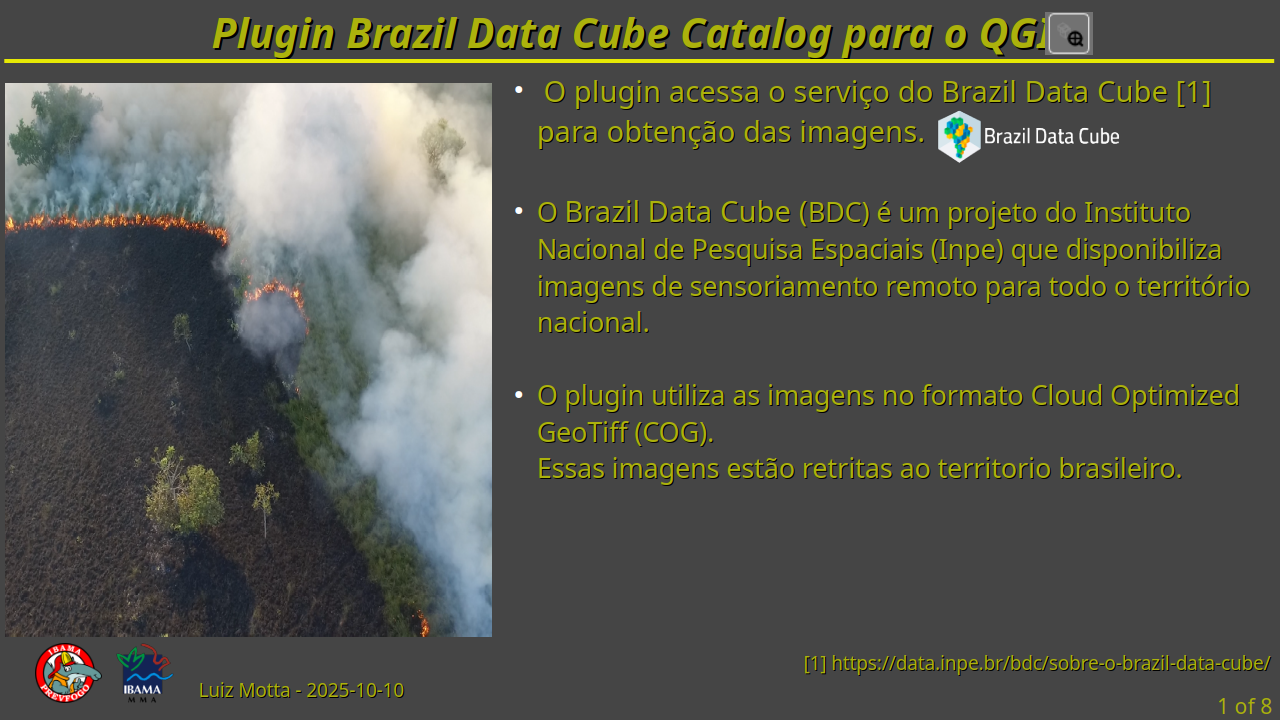 Plugin Brazil Data Cube Catalog para o QGI
• O plugin acessa o serviço do Brazil Data Cube [1]
para obtenção das imagens.
Brazil Data Cube
• O Brazil Data Cube (BDC) é um projeto do Instituto
Nacional de Pesquisa Espaciais (Inpe) que disponibiliza
imagens de sensoriamento remoto para todo o território
nacional.
• O plugin utiliza as imagens no formato Cloud Optimized
GeoTiff (COG).
Essas imagens estão retritas ao territorio brasileiro.
IBAMA
PREVFOGO
IBAMA
M M A
Luiz Motta - 2025-10-10
[1] https://data.inpe.br/bdc/sobre-o-brazil-data-cube/
1 of 8